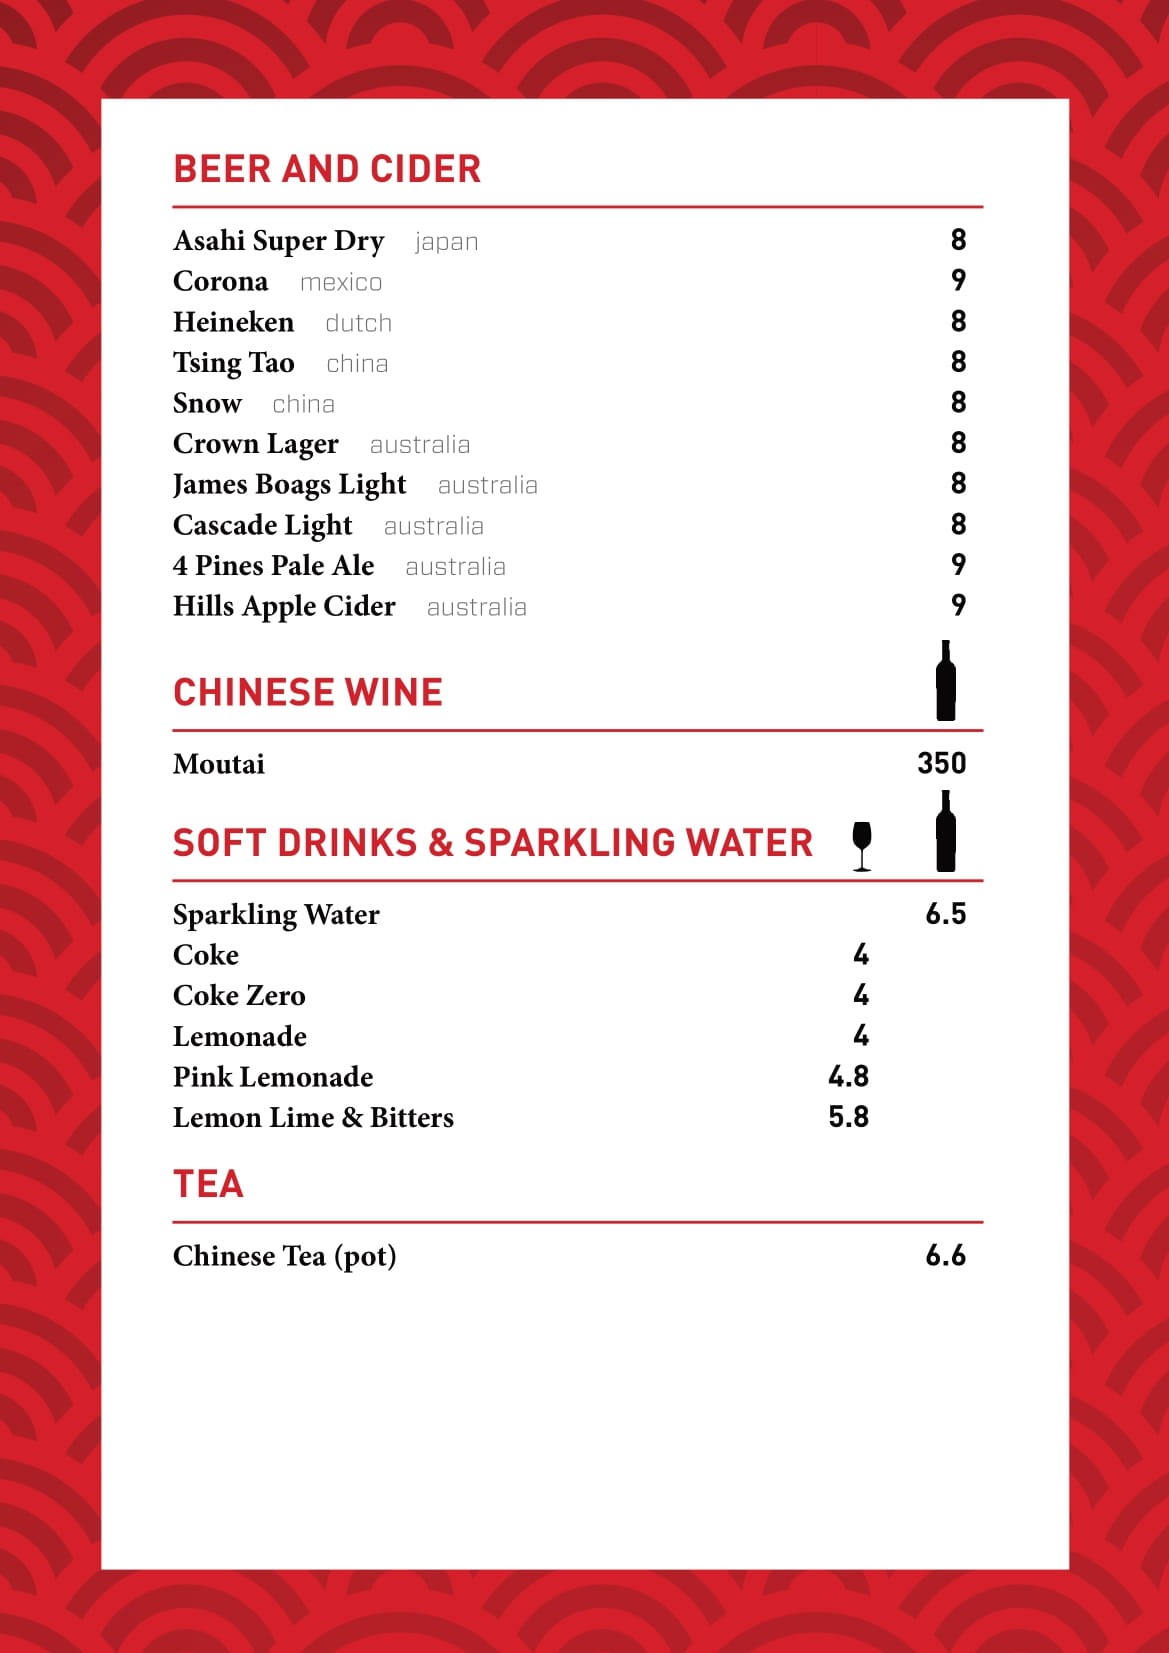 BEER AND CIDER
Asahi Super Dry japan 8
Corona mexico 9
Heineken dutch 8
Tsing Tao china 8
Snow china 8
Crown Lager australia 8
James Boags Light australia 8
Cascade Light australia 8
4 Pines Pale Ale australia 9
Hills Apple Cider australia 9
CHINESE WINE
Moutai 350
SOFT DRINKS & SPARKLING WATER
Sparkling Water 6.5
Coke 4
Coke Zero 4
Lemonade 4
Pink Lemonade 4.8
Lemon Lime & Bitters 5.8
TEA
Chinese Tea (pot) 6.6